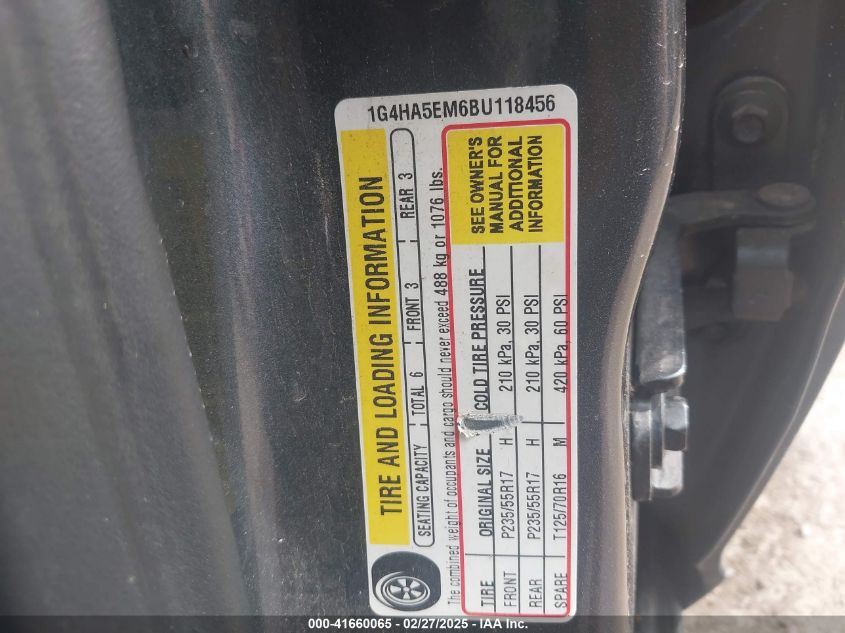 1G4HA5EM6BU118456
TIRE AND LOADING INFORMATION
SEATING CAPACITY TOTAL 6 FRONT 3 REAR 3
The combined weight of occupants and cargo should never exceed 488 kg or 1076 lbs.
TIRE ORIGINAL SIZE COLD TIRE PRESSURE
FRONT P235/55R17 H 210 kPa, 30 PSI
REAR P235/55R17 H 210 kPa, 30 PSI
SPARE T125/70R16 M 420 kPa, 60 PSI
SEE OWNER'S
MANUAL FOR
ADDITIONAL
INFORMATION
000-41660065 - 02/27/2025 - IAA Inc.